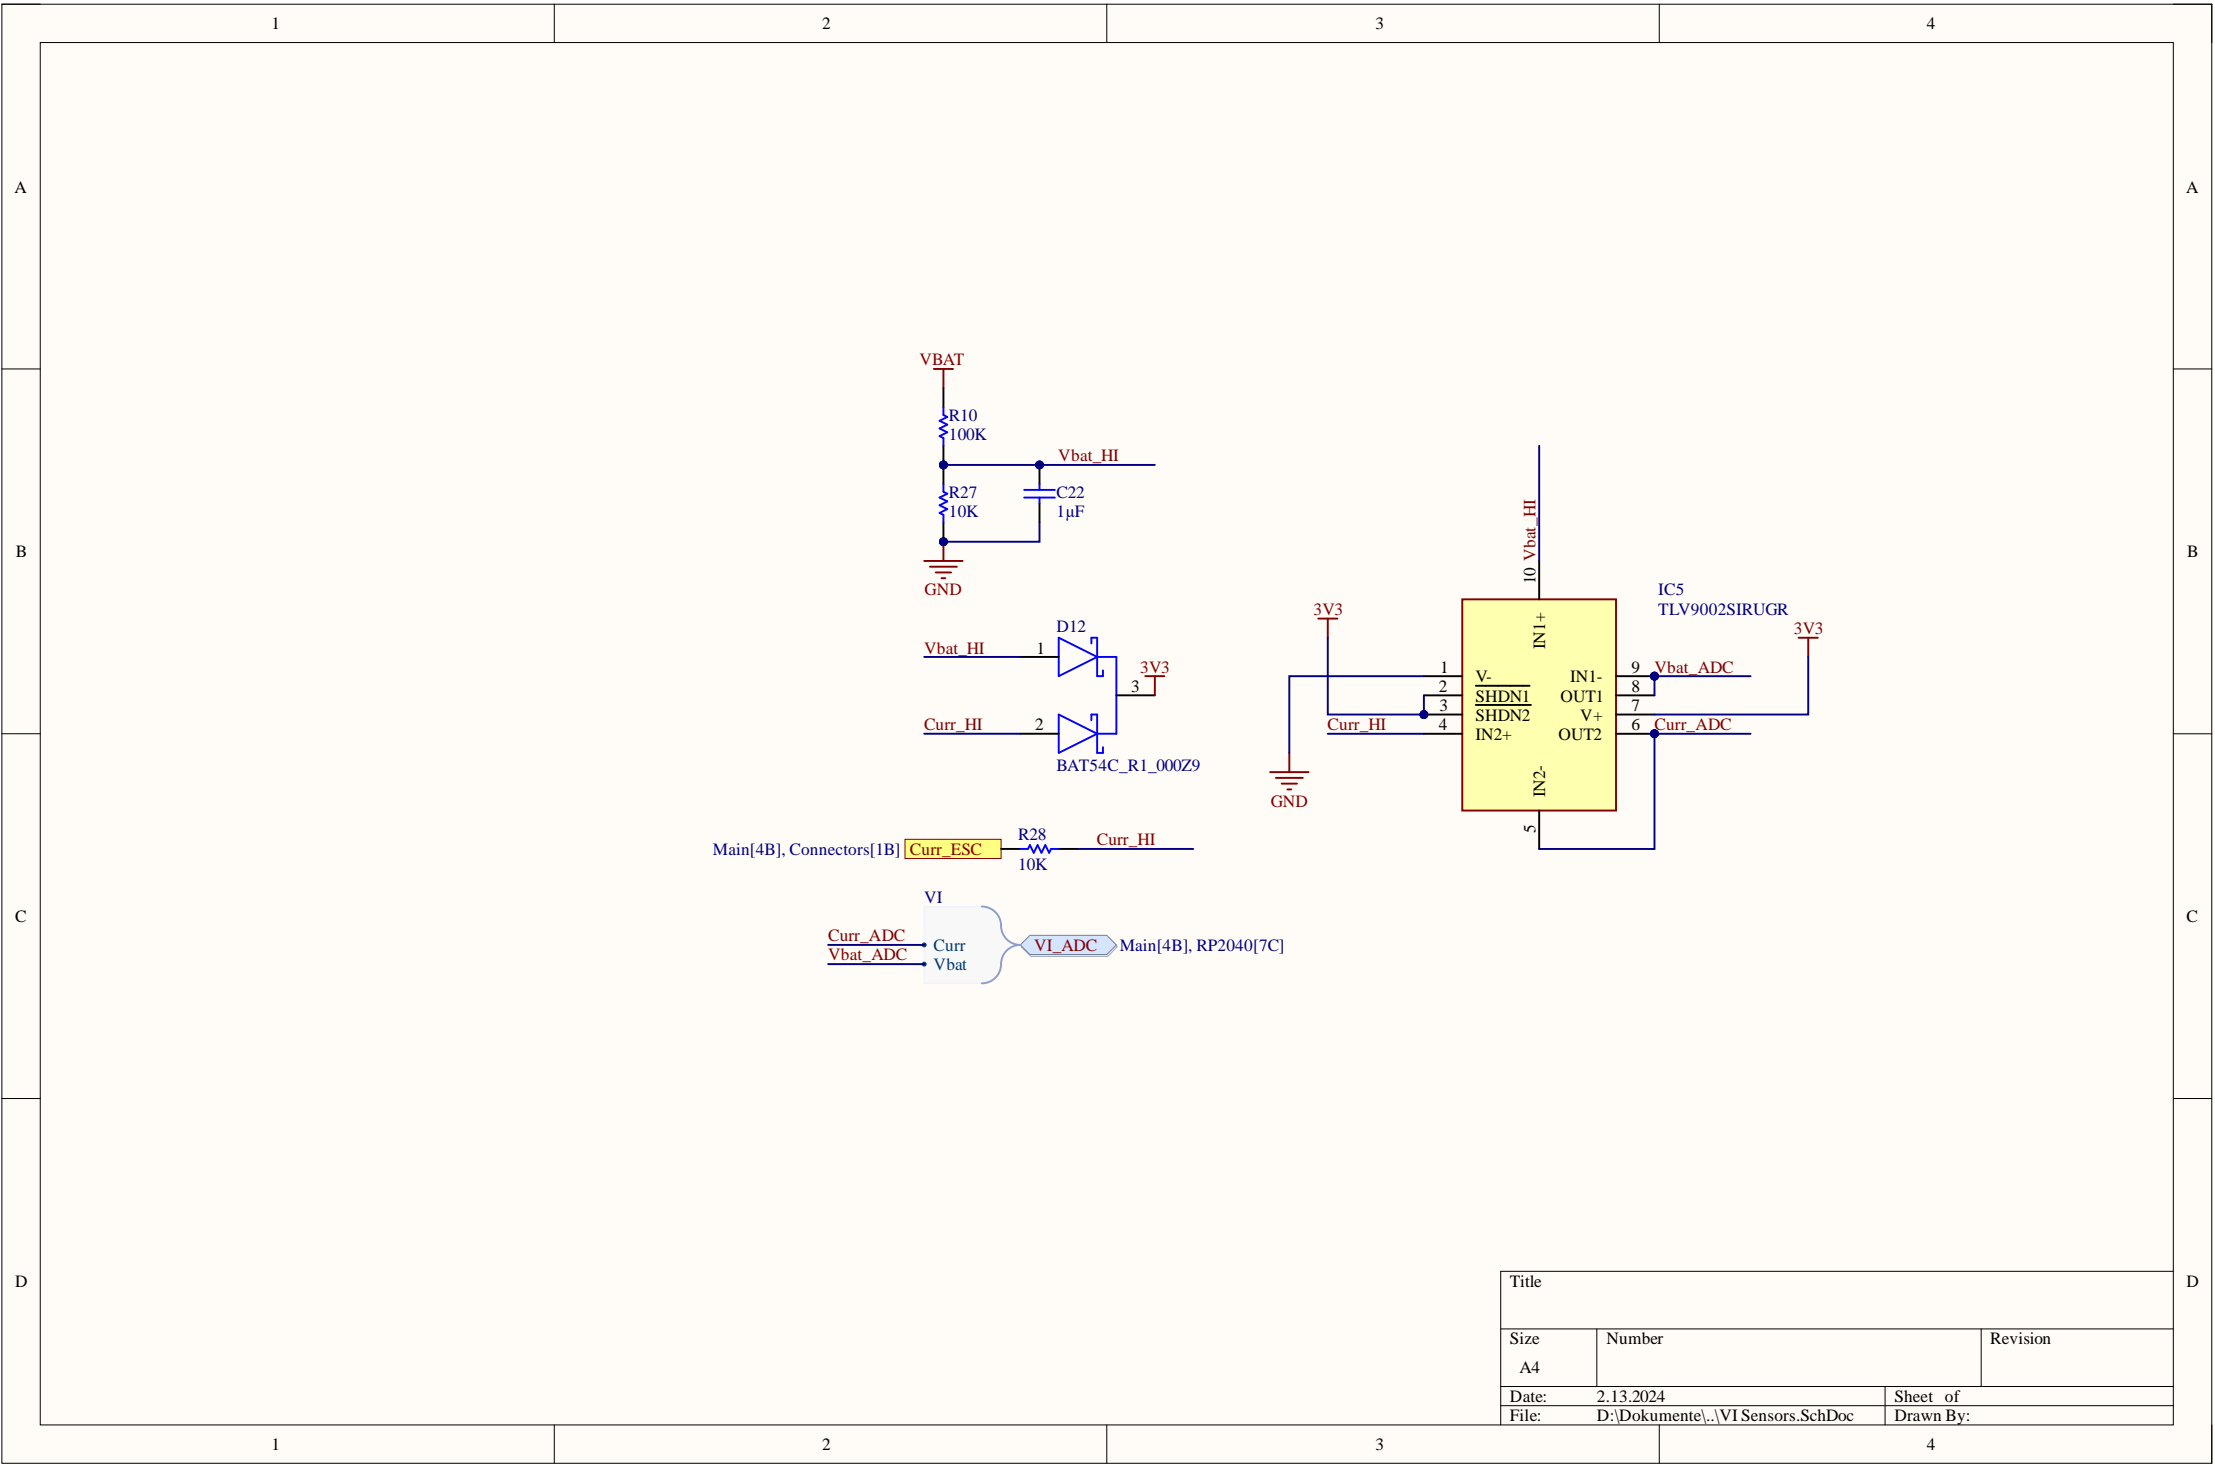 1 2 3 4
A A
VBAT
R10
100K
Vbat_HI
R27
10K
C22
1µF
GND
B B
Vbat_HI
10
IC5
TLV9002SIRUGR
3V3
3V3
IN1+
1 V-
2 SHDN1
3 SHDN2
4 IN2+
Curr_HI
IN1- 9 Vbat_ADC
OUT1 8
V+ 7
OUT2 6 Curr_ADC
IN2-
5
GND
D12
Vbat_HI 1
3V3
3
Curr_HI 2
BAT54C_R1_000Z9
Main[4B], Connectors[1B] Curr_ESC R28 Curr_HI
10K
C C
VI
Curr_ADC Curr VI_ADC Main[4B], RP2040[7C]
Vbat_ADC Vbat
D D
Title
Size Number Revision
A4
Date: 2.13.2024 Sheet of
File: D:\Dokumente\..\VI Sensors.SchDoc Drawn By:
1 2 3 4